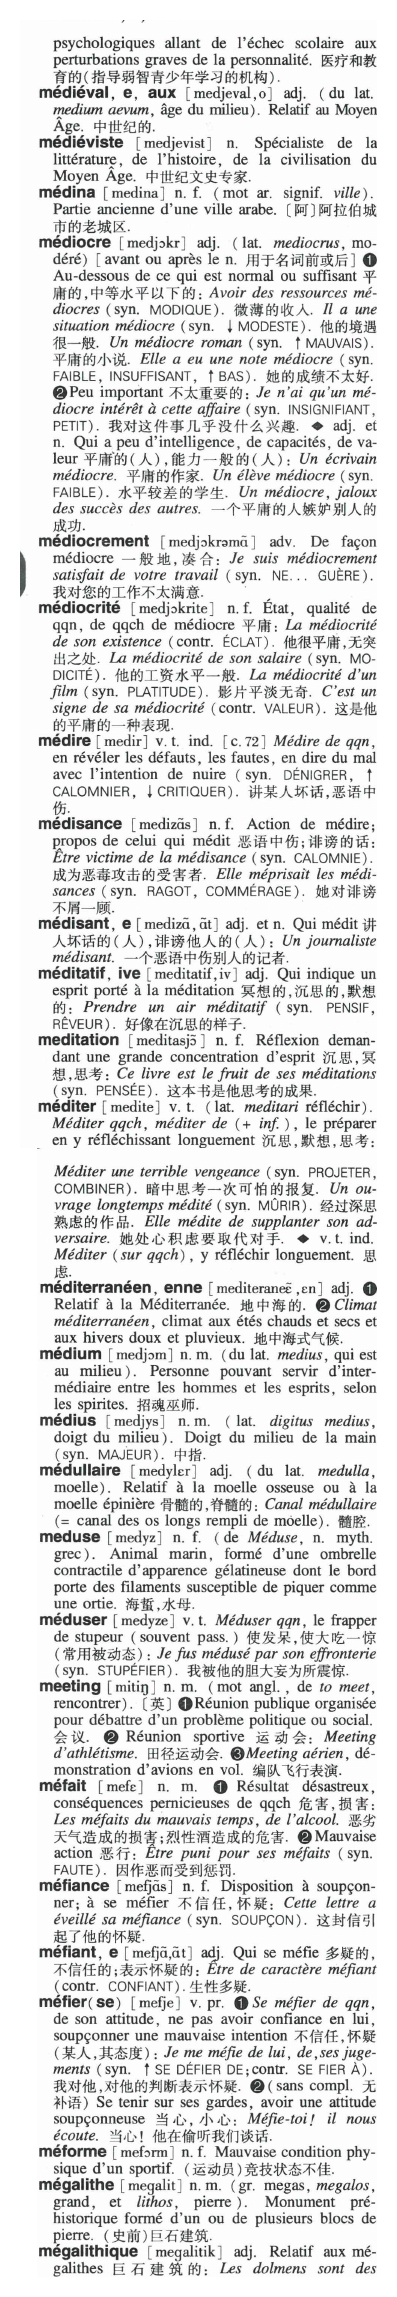 psychologiques allant de l'échec scolaire aux
perturbations graves de la personnalité. 医疗和教
育的(指导弱智青少年学习的机构).
médiéval, e, aux [medjeval,o] adj. (du lat.
medium aevum, âge du milieu). Relatif au Moyen
Âge. 中世纪的.
médiéviste [medjevist] n. Spécialiste de la
littérature, de l'histoire, de la civilisation du
Moyen Âge. 中世纪文史专家.
médina [medina] n. f. (mot ar. signif. ville).
Partie ancienne d'une ville arabe. 〔阿〕阿拉伯城
市的老城区.
médiocre [medjɔkr] adj. (lat. mediocrus, mo-
déré) [avant ou après le n. 用于名词前或后] ❶
Au-dessous de ce qui est normal ou suffisant 平
庸的,中等水平以下的: Avoir des ressources mé-
diocres (syn. MODIQUE). 微薄的收入. Il a une
situation médiocre (syn. ↓MODESTE). 他的境遇
很一般. Un médiocre roman (syn. ↑MAUVAIS).
平庸的小说. Elle a eu une note médiocre (syn.
FAIBLE, INSUFFISANT, ↑BAS). 她的成绩不太好.
❷Peu important 不太重要的: Je n'ai qu'un mé-
diocre intérêt à cette affaire (syn. INSIGNIFIANT,
PETIT). 我对这件事几乎没什么兴趣. ◆ adj. et
n. Qui a peu d'intelligence, de capacités, de va-
leur 平庸的(人),能力一般的(人): Un écrivain
médiocre. 平庸的作家. Un élève médiocre (syn.
FAIBLE). 水平较差的学生. Un médiocre, jaloux
des succès des autres. 一个平庸的人嫉妒别人的
成功.
médiocrement [medjɔkrəmɑ̃] adv. De façon
médiocre 一般地,凑合: Je suis médiocrement
satisfait de votre travail (syn. NE... GUÈRE).
我对您的工作不太满意.
médiocrité [medjɔkrite] n. f. État, qualité de
qqn, de qqch de médiocre 平庸: La médiocrité
de son existence (contr. ÉCLAT). 他很平庸,无突
出之处. La médiocrité de son salaire (syn. MO-
DICITÉ). 他的工资水平一般. La médiocrité d'un
film (syn. PLATITUDE). 影片平淡无奇. C'est un
signe de sa médiocrité (contr. VALEUR). 这是他
的平庸的一种表现.
médire [medir] v. t. ind. [c. 72] Médire de qqn,
en révéler les défauts, les fautes, en dire du mal
avec l'intention de nuire (syn. DÉNIGRER, ↑
CALOMNIER, ↓CRITIQUER). 讲某人坏话,恶语中
伤.
médisance [medizɑ̃s] n. f. Action de médire;
propos de celui qui médit 恶语中伤;诽谤的话:
Être victime de la médisance (syn. CALOMNIE).
成为恶毒攻击的受害者. Elle méprisait les médi-
sances (syn. RAGOT, COMMÉRAGE). 她对诽谤
不屑一顾.
médisant, e [medizɑ̃, ɑ̃t] adj. et n. Qui médit 讲
人坏话的(人),诽谤他人的(人): Un journaliste
médisant. 一个恶语中伤别人的记者.
méditatif, ive [meditatif,iv] adj. Qui indique un
esprit porté à la méditation 冥想的,沉思的,默想
的: Prendre un air méditatif (syn. PENSIF,
RÊVEUR). 好像在沉思的样子.
meditation [meditasjɔ̃] n. f. Réflexion deman-
dant une grande concentration d'esprit 沉思,冥
想,思考: Ce livre est le fruit de ses méditations
(syn. PENSÉE). 这本书是他思考的成果.
méditer [medite] v. t. (lat. meditari réfléchir).
Méditer qqch, méditer de (+ inf.), le préparer
en y réfléchissant longuement 沉思,默想,思考:
Méditer une terrible vengeance (syn. PROJETER,
COMBINER). 暗中思考一次可怕的报复. Un ou-
vrage longtemps médité (syn. MÛRIR). 经过深思
熟虑的作品. Elle médite de supplanter son ad-
versaire. 她处心积虑要取代对手. ◆ v. t. ind.
Méditer (sur qqch), y réfléchir longuement. 思
虑.
méditerranéen, enne [mediteraneɛ̃,ɛn] adj. ❶
Relatif à la Méditerranée. 地中海的. ❷Climat
méditerranéen, climat aux étés chauds et secs et
aux hivers doux et pluvieux. 地中海式气候.
médium [medjɔm] n. m. (du lat. medius, qui est
au milieu). Personne pouvant servir d'inter-
médiaire entre les hommes et les esprits, selon
les spirites. 招魂巫师.
médius [medjys] n. m. (lat. digitus medius,
doigt du milieu). Doigt du milieu de la main
(syn. MAJEUR). 中指.
médullaire [medylɛr] adj. (du lat. medulla,
moelle). Relatif à la moelle osseuse ou à la
moelle épinière 骨髓的,脊髓的: Canal médullaire
(= canal des os longs rempli de moelle). 髓腔.
meduse [medyz] n. f. (de Méduse, n. myth.
grec). Animal marin, formé d'une ombrelle
contractile d'apparence gélatineuse dont le bord
porte des filaments susceptible de piquer comme
une ortie. 海蜇,水母.
méduser [medyze] v. t. Méduser qqn, le frapper
de stupeur (souvent pass.) 使发呆,使大吃一惊
(常用被动态): Je fus médusé par son effronterie
(syn. STUPÉFIER). 我被他的胆大妄为所震惊.
meeting [mitiŋ] n. m. (mot angl., de to meet,
rencontrer). 〔英〕❶Réunion publique organisée
pour débattre d'un problème politique ou social.
会议. ❷ Réunion sportive 运动会: Meeting
d'athlétisme. 田径运动会. ❸Meeting aérien, dé-
monstration d'avions en vol. 编队飞行表演.
méfait [mefɛ] n. m. ❶ Résultat désastreux,
conséquences pernicieuses de qqch 危害,损害:
Les méfaits du mauvais temps, de l'alcool. 恶劣
天气造成的损害;烈性酒造成的危害. ❷Mauvaise
action 恶行: Être puni pour ses méfaits (syn.
FAUTE). 因作恶而受到惩罚.
méfiance [mefjɑ̃s] n. f. Disposition à soupçon-
ner; à se méfier 不信任,怀疑: Cette lettre a
éveillé sa méfiance (syn. SOUPÇON). 这封信引
起了他的怀疑.
méfiant, e [mefjɑ̃,ɑ̃t] adj. Qui se méfie 多疑的,
不信任的;表示怀疑的: Être de caractère méfiant
(contr. CONFIANT). 生性多疑.
méfier(se) [mefje] v. pr. ❶Se méfier de qqn,
de son attitude, ne pas avoir confiance en lui,
soupçonner une mauvaise intention 不信任,怀疑
(某人,其态度): Je me méfie de lui, de ses juge-
ments (syn. ↑SE DÉFIER DE;contr. SE FIER À).
我对他,对他的判断表示怀疑. ❷(sans compl. 无
补语) Se tenir sur ses gardes, avoir une attitude
soupçonneuse 当心,小心: Méfie-toi! il nous
écoute. 当心! 他在偷听我们谈话.
méforme [mefɔrm] n. f. Mauvaise condition phy-
sique d'un sportif. (运动员)竞技状态不佳.
mégalithe [megalit] n. m. (gr. megas, megalos,
grand, et lithos, pierre). Monument pré-
historique formé d'un ou de plusieurs blocs de
pierre. (史前)巨石建筑.
mégalithique [megalitik] adj. Relatif aux mé-
galithes 巨石建筑的: Les dolmens sont des